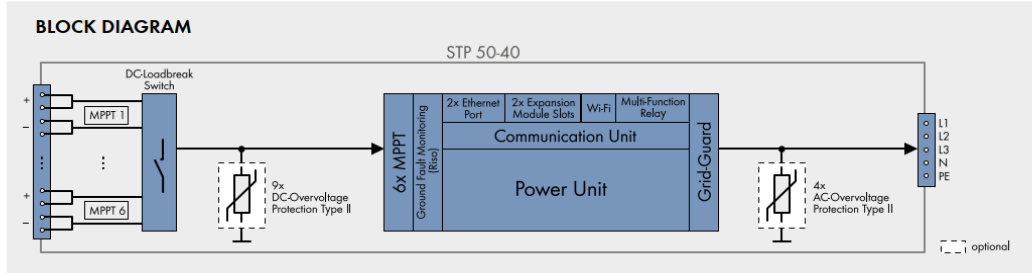 BLOCK DIAGRAM
STP 50-40
DC-Loadbreak
Switch
+
MPPT 1
−
+
MPPT 6
−
9x
DC-Overvoltage
Protection Type II
6x MPPT
Ground Fault Monitoring
(Riso)
2x Ethernet
Port
2x Expansion
Module Slots
Wi-Fi
Multi-Function
Relay
Communication Unit
Power Unit
Grid-Guard
4x
AC-Overvoltage
Protection Type II
L1
L2
L3
N
PE
optional